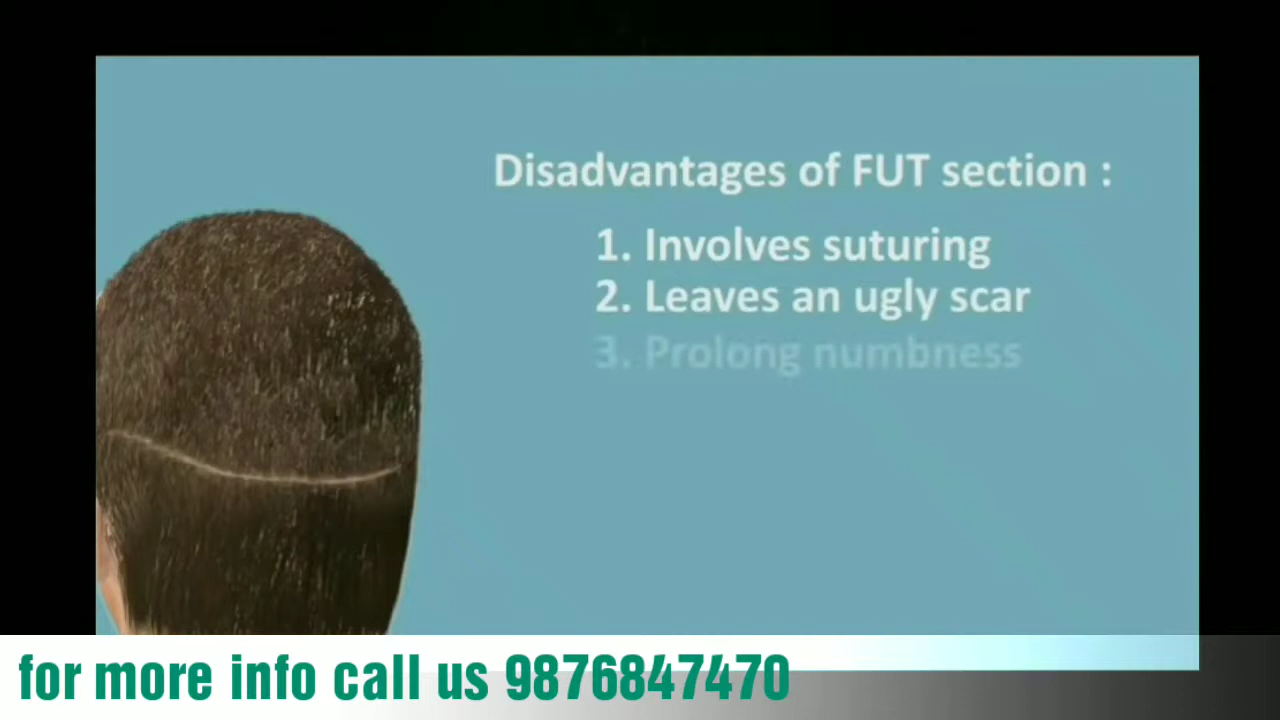 Disadvantages of FUT section :
1. Involves suturing
2. Leaves an ugly scar
3. Prolong numbness
for more info call us 9876847470